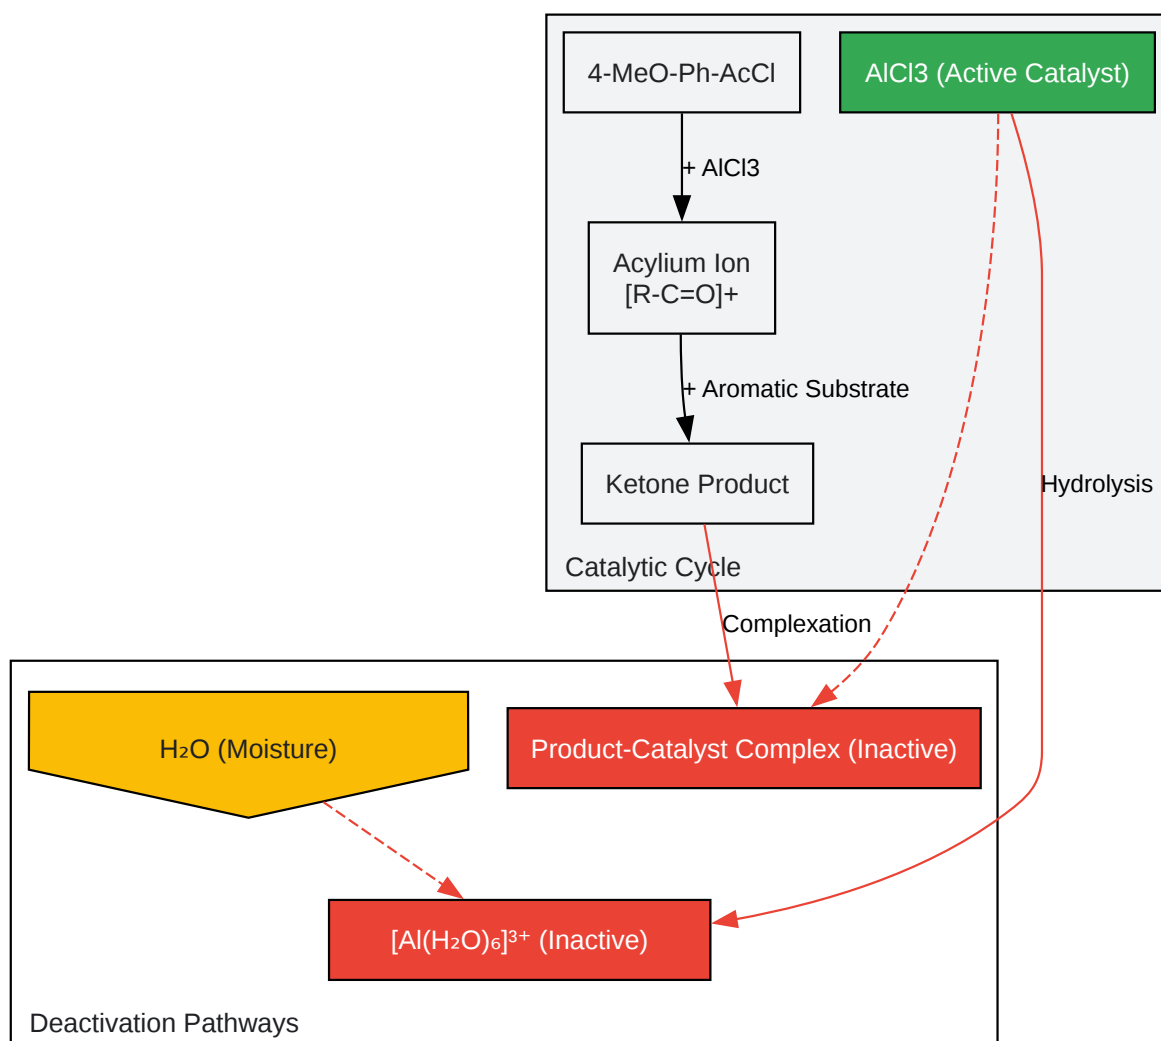 4-MeO-Ph-AcCl
AlCl3 (Active Catalyst)
+ AlCl3
Acylium Ion
[R-C=O]+
+ Aromatic Substrate
Ketone Product
Hydrolysis
Catalytic Cycle
Complexation
H₂O (Moisture)
Product-Catalyst Complex (Inactive)
[Al(H₂O)₆]³⁺ (Inactive)
Deactivation Pathways